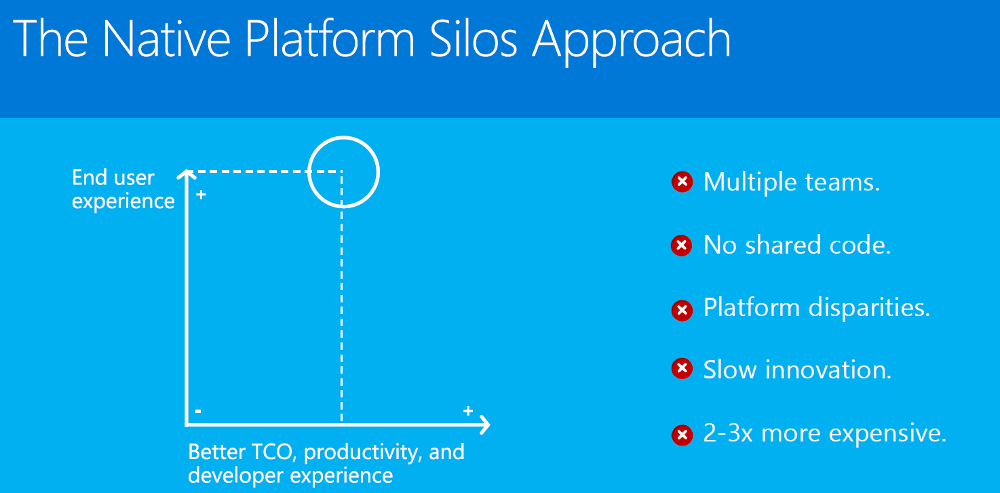 The Native Platform Silos Approach
End user
experience
+
-
+
Better TCO, productivity, and
developer experience
Multiple teams.
No shared code.
Platform disparities.
Slow innovation.
2-3x more expensive.